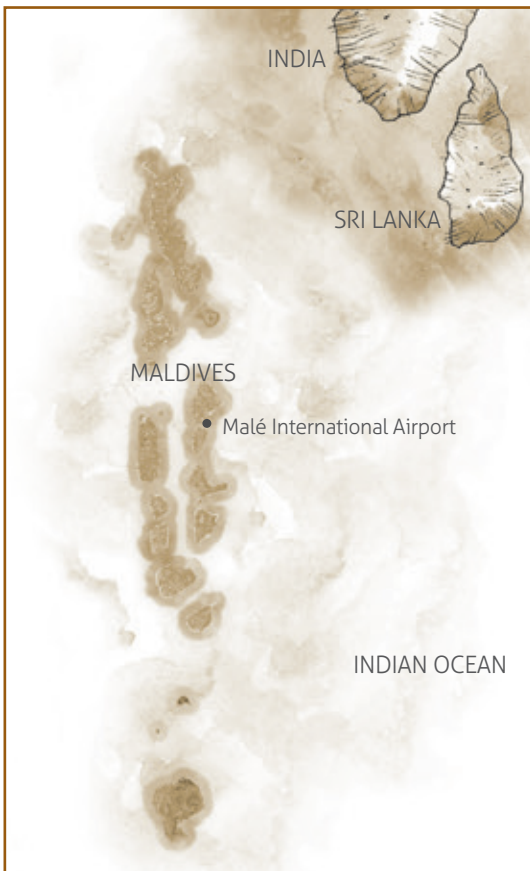 INDIA
SRI LANKA
MALDIVES
Malé International Airport
INDIAN OCEAN